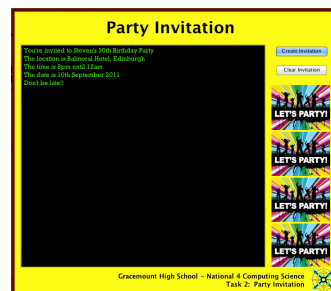 Party Invitation
You're invited to Steven's 30th Birthday Party
The location is Balmoral Hotel, Edinburgh
The time is 8pm until 12am
The date is 10th September 2011
Don't be late!!
Create Invitation
Clear Invitation
LET'S PARTY!
LET'S PARTY!
LET'S PARTY!
LET'S PARTY!
Gracemount High School - National 4 Computing Science
Task 2: Party Invitation